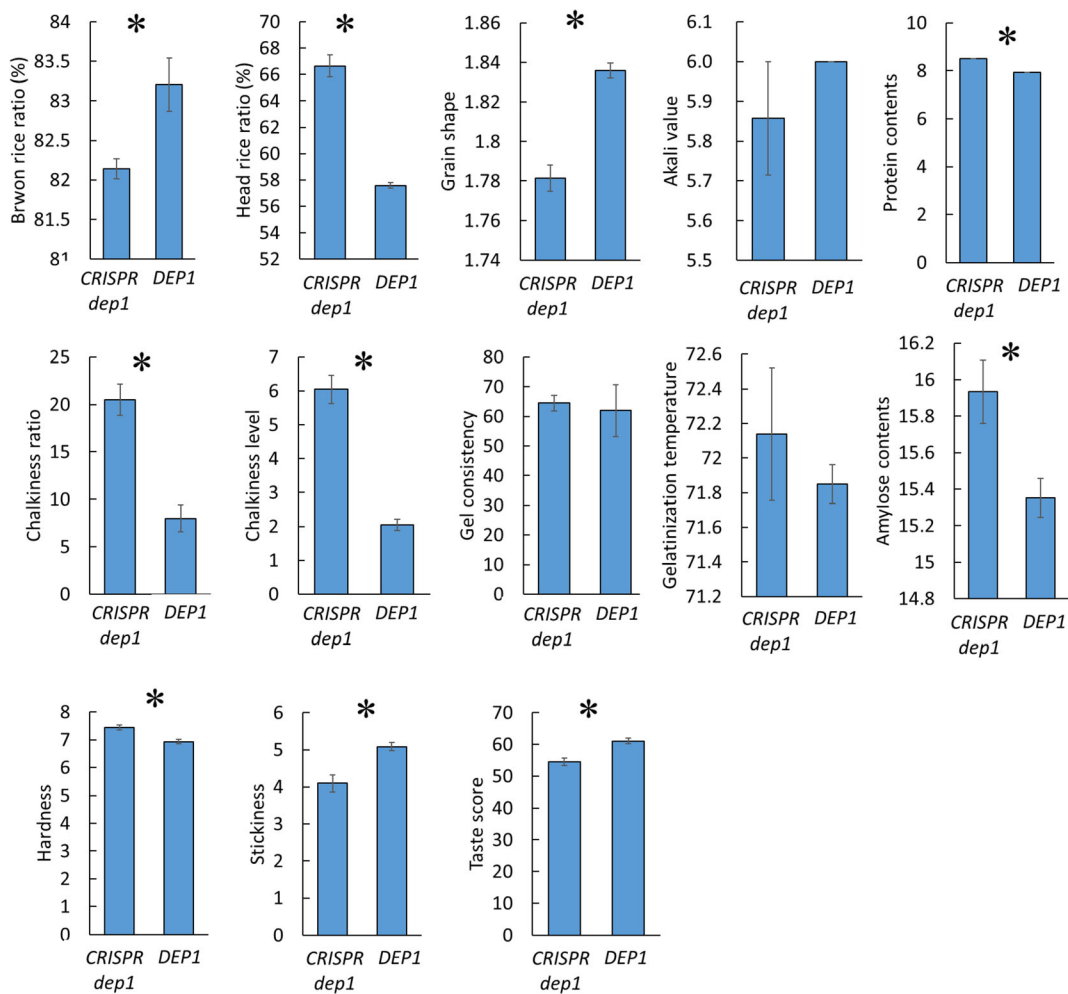 Brwon rice ratio (%)
84
83.5
83
82.5
82
81.5
81
*
CRISPR DEP1
dep1
Head rice ratio (%)
70
68
66
64
62
60
58
56
54
52
*
CRISPR DEP1
dep1
Grain shape
1.86
1.84
1.82
1.8
1.78
1.76
1.74
*
CRISPR DEP1
dep1
Akali value
6.1
6.0
5.9
5.8
5.7
5.6
5.5
CRISPR DEP1
dep1
Protein contents
10
8
6
4
2
0
*
CRISPR DEP1
dep1
Chalkiness ratio
25
20
15
10
5
0
*
CRISPR DEP1
dep1
Chalkiness level
7
6
5
4
3
2
1
0
*
CRISPR DEP1
dep1
Gel consistency
80
70
60
50
40
30
20
10
0
CRISPR DEP1
dep1
Gelatinization temperature
72.6
72.4
72.2
72
71.8
71.6
71.4
71.2
CRISPR DEP1
dep1
Amylose contents
16.2
16
15.8
15.6
15.4
15.2
15
14.8
*
CRISPR DEP1
dep1
Hardness
8
7
6
5
4
3
2
1
0
*
CRISPR DEP1
dep1
Stickiness
6
5
4
3
2
1
0
*
CRISPR DEP1
dep1
Taste score
70
60
50
40
30
20
10
0
*
CRISPR DEP1
dep1